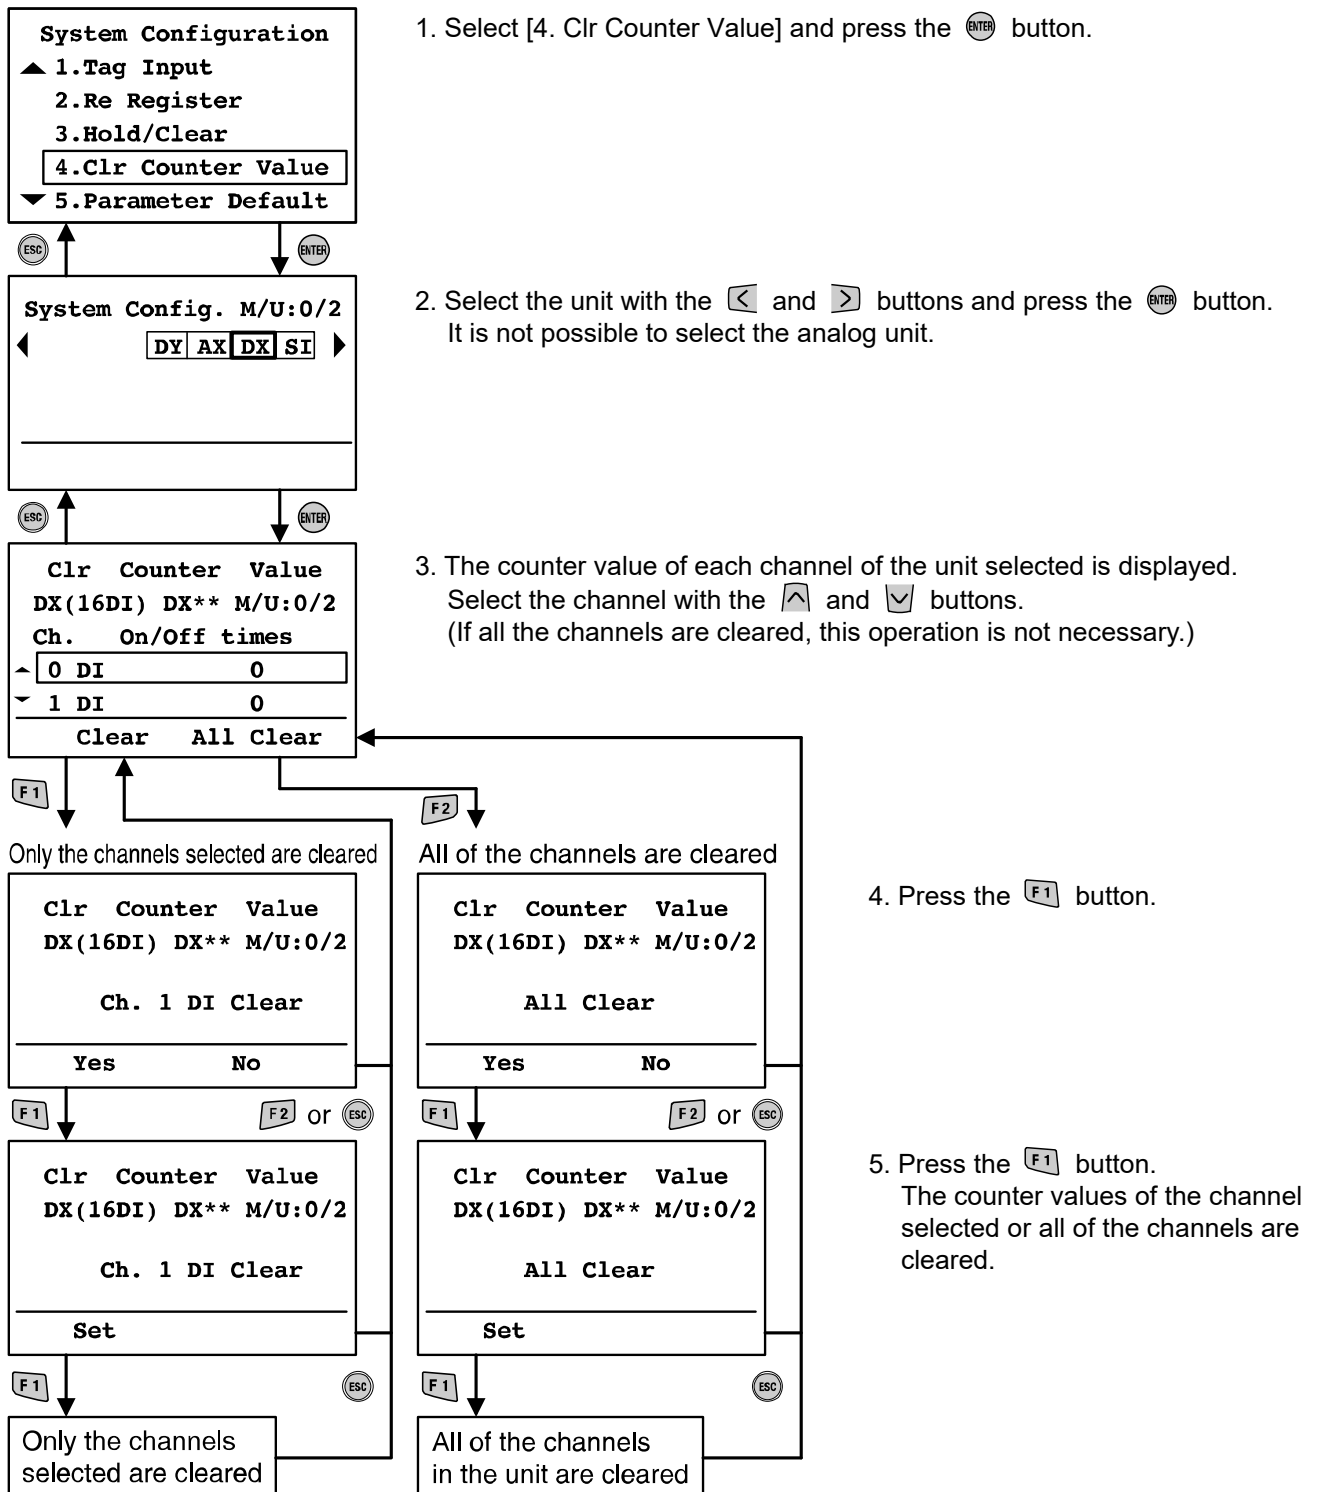 System Configuration
1.Tag Input
2.Re Register
3.Hold/Clear
4.Clr Counter Value
5.Parameter Default
1. Select [4. Clr Counter Value] and press the ENTER button.
ESC
ENTER
System Config. M/U:0/2
DY AX DX SI
2. Select the unit with the < and > buttons and press the ENTER button.
It is not possible to select the analog unit.
ESC
ENTER
Clr Counter Value
DX(16DI) DX** M/U:0/2
Ch. On/Off times
0 DI 0
1 DI 0
Clear All Clear
3. The counter value of each channel of the unit selected is displayed.
Select the channel with the and buttons.
(If all the channels are cleared, this operation is not necessary.)
F1
F2
Only the channels selected are cleared
Clr Counter Value
DX(16DI) DX** M/U:0/2
Ch. 1 DI Clear
Yes No
F1
F2 or ESC
Clr Counter Value
DX(16DI) DX** M/U:0/2
Ch. 1 DI Clear
Set
F1
ESC
Only the channels
selected are cleared
All of the channels are cleared
Clr Counter Value
DX(16DI) DX** M/U:0/2
All Clear
Yes No
F1
F2 or ESC
Clr Counter Value
DX(16DI) DX** M/U:0/2
All Clear
Set
F1
ESC
All of the channels
in the unit are cleared
4. Press the F1 button.
5. Press the F1 button.
The counter values of the channel
selected or all of the channels are
cleared.